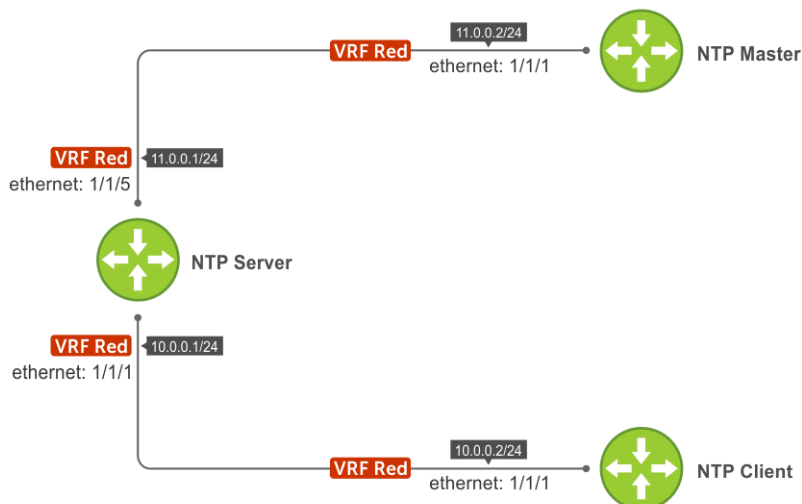 11.0.0.2/24
VRF Red
ethernet: 1/1/1
NTP Master
VRF Red
11.0.0.1/24
ethernet: 1/1/5
NTP Server
VRF Red
10.0.0.1/24
ethernet: 1/1/1
10.0.0.2/24
VRF Red
ethernet: 1/1/1
NTP Client